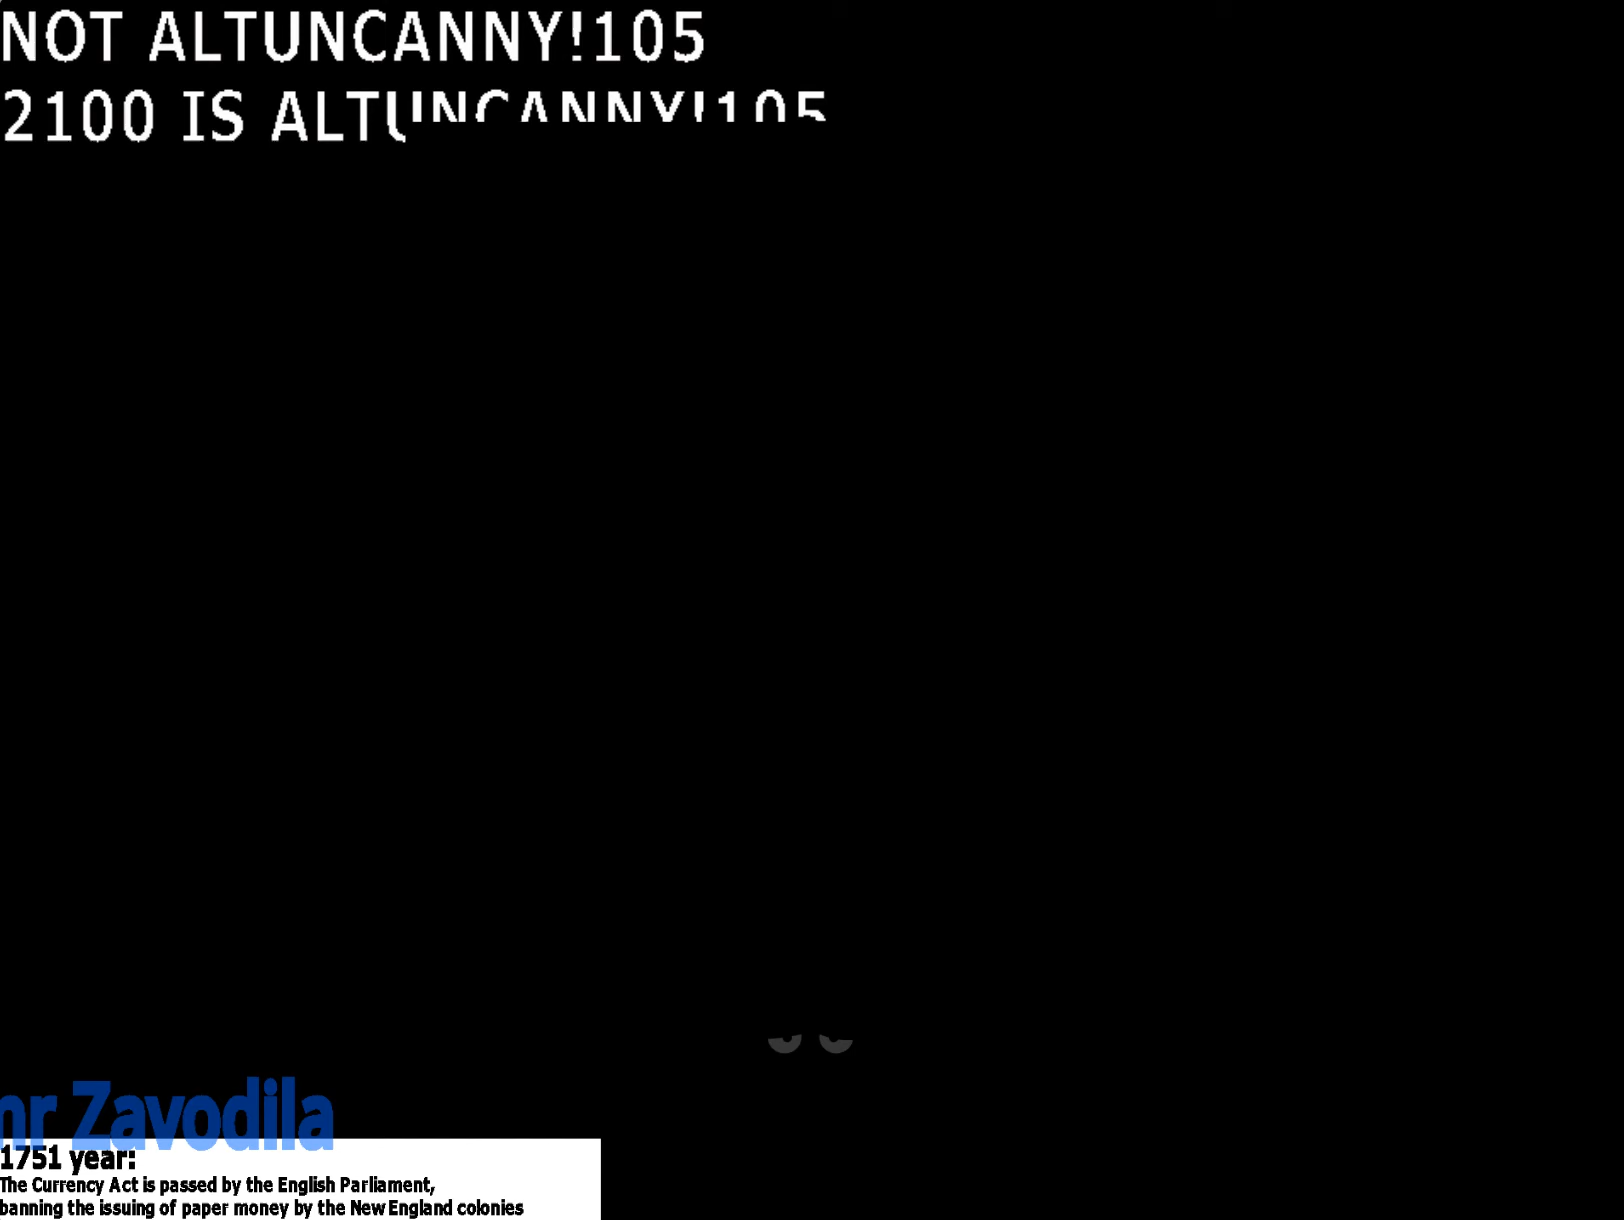 NOT ALTUNCANNY!105
2100 IS ALTUNCANNY!105
mr Zavodila
1751 year:
The Currency Act is passed by the English Parliament,
banning the issuing of paper money by the New England colonies